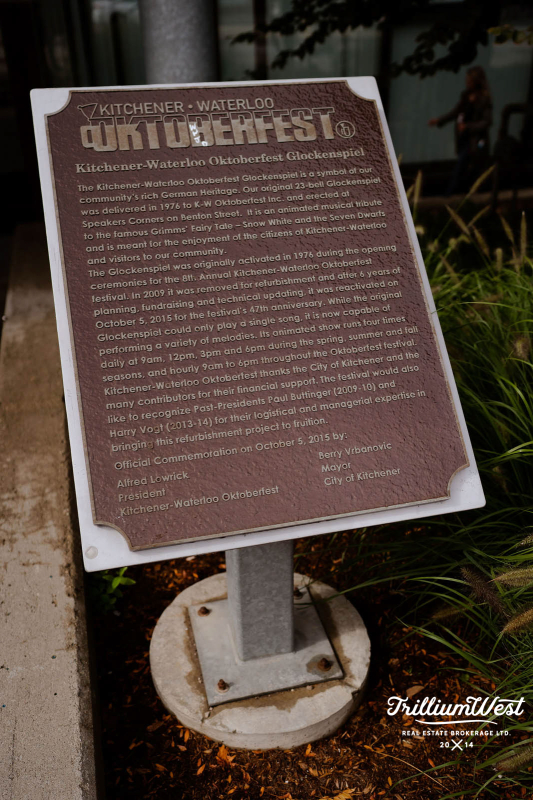 KITCHENER • WATERLOO
OKTOBERFEST
Kitchener-Waterloo Oktoberfest Glockenspiel
The Kitchener-Waterloo Oktoberfest Glockenspiel is a symbol of our
community's rich German Heritage. Our original 23-bell Glockenspiel
was delivered in 1976 to K-W Oktoberfest Inc. and erected at
Speakers Corners on Benton Street. It is an animated musical tribute
to the famous Grimms' Fairy Tale – Snow White and the Seven Dwarfs
and is meant for the enjoyment of the citizens of Kitchener-Waterloo
and visitors to our community.
The Glockenspiel was originally activated in 1976 during the opening
ceremonies for the 8th. Annual Kitchener-Waterloo Oktoberfest
festival. In 2009 it was removed for refurbishment and after 6 years of
planning, fundraising and technical updating, it was reactivated on
October 5, 2015 for the festival's 47th anniversary. While the original
Glockenspiel could only play a single song, it is now capable of
performing a variety of melodies. Its animated show runs four times
daily at 9am, 12pm, 3pm and 6pm during the spring, summer and fall
seasons, and hourly 9am to 6pm throughout the Oktoberfest festival.
Kitchener-Waterloo Oktoberfest thanks the City of Kitchener and the
many contributors for their financial support. The festival would also
like to recognize Past-Presidents Paul Buttinger (2009-10) and
Harry Vogt (2013-14) for their logistical and managerial expertise in
bringing this refurbishment project to fruition.
Official Commemoration on October 5, 2015 by:
Alfred Lowrick Berry Vrbanovic
President Mayor
Kitchener-Waterloo Oktoberfest City of Kitchener
TrilliumWest
REAL ESTATE BROKERAGE LTD.
20 14